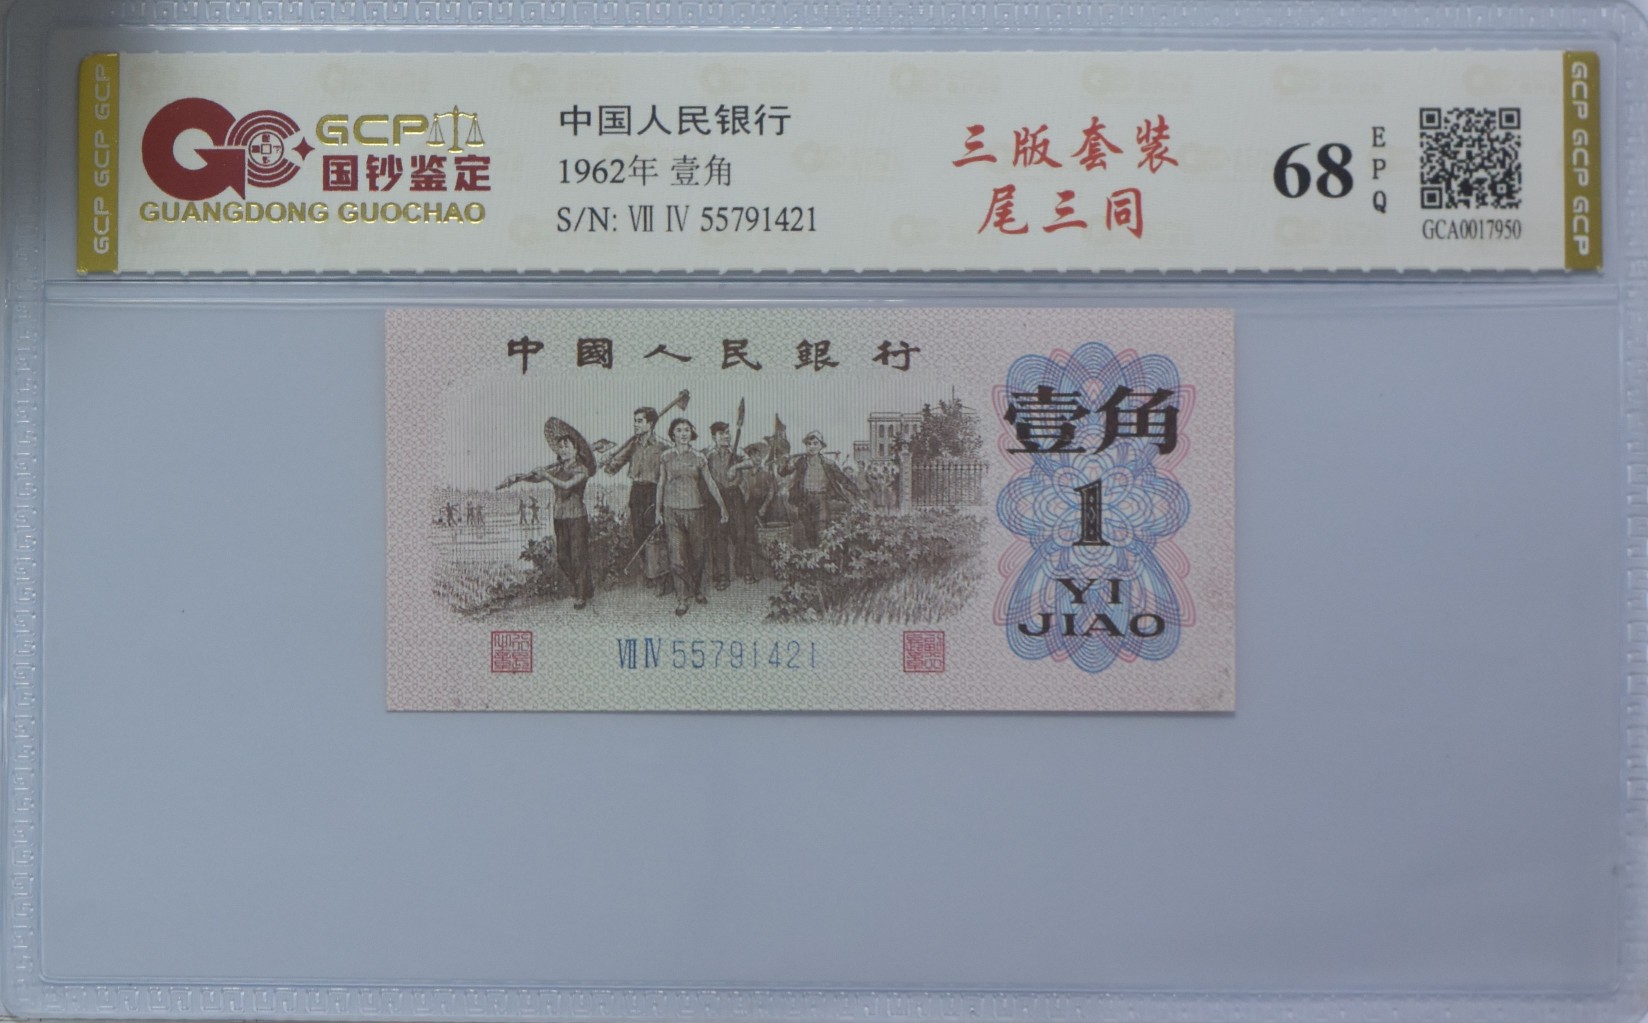 GCP
国钞鉴定
GUANGDONG GUOCHAO
中国人民银行
1962年 壹角
S/N: Ⅶ Ⅳ 55791421
三版套装
尾三同
68
EPQ
GCA0017950
GCP GCP GCP
GCP GCP GCP
中國人民銀行
壹角
1
YI
JIAO
Ⅶ Ⅳ 55791421